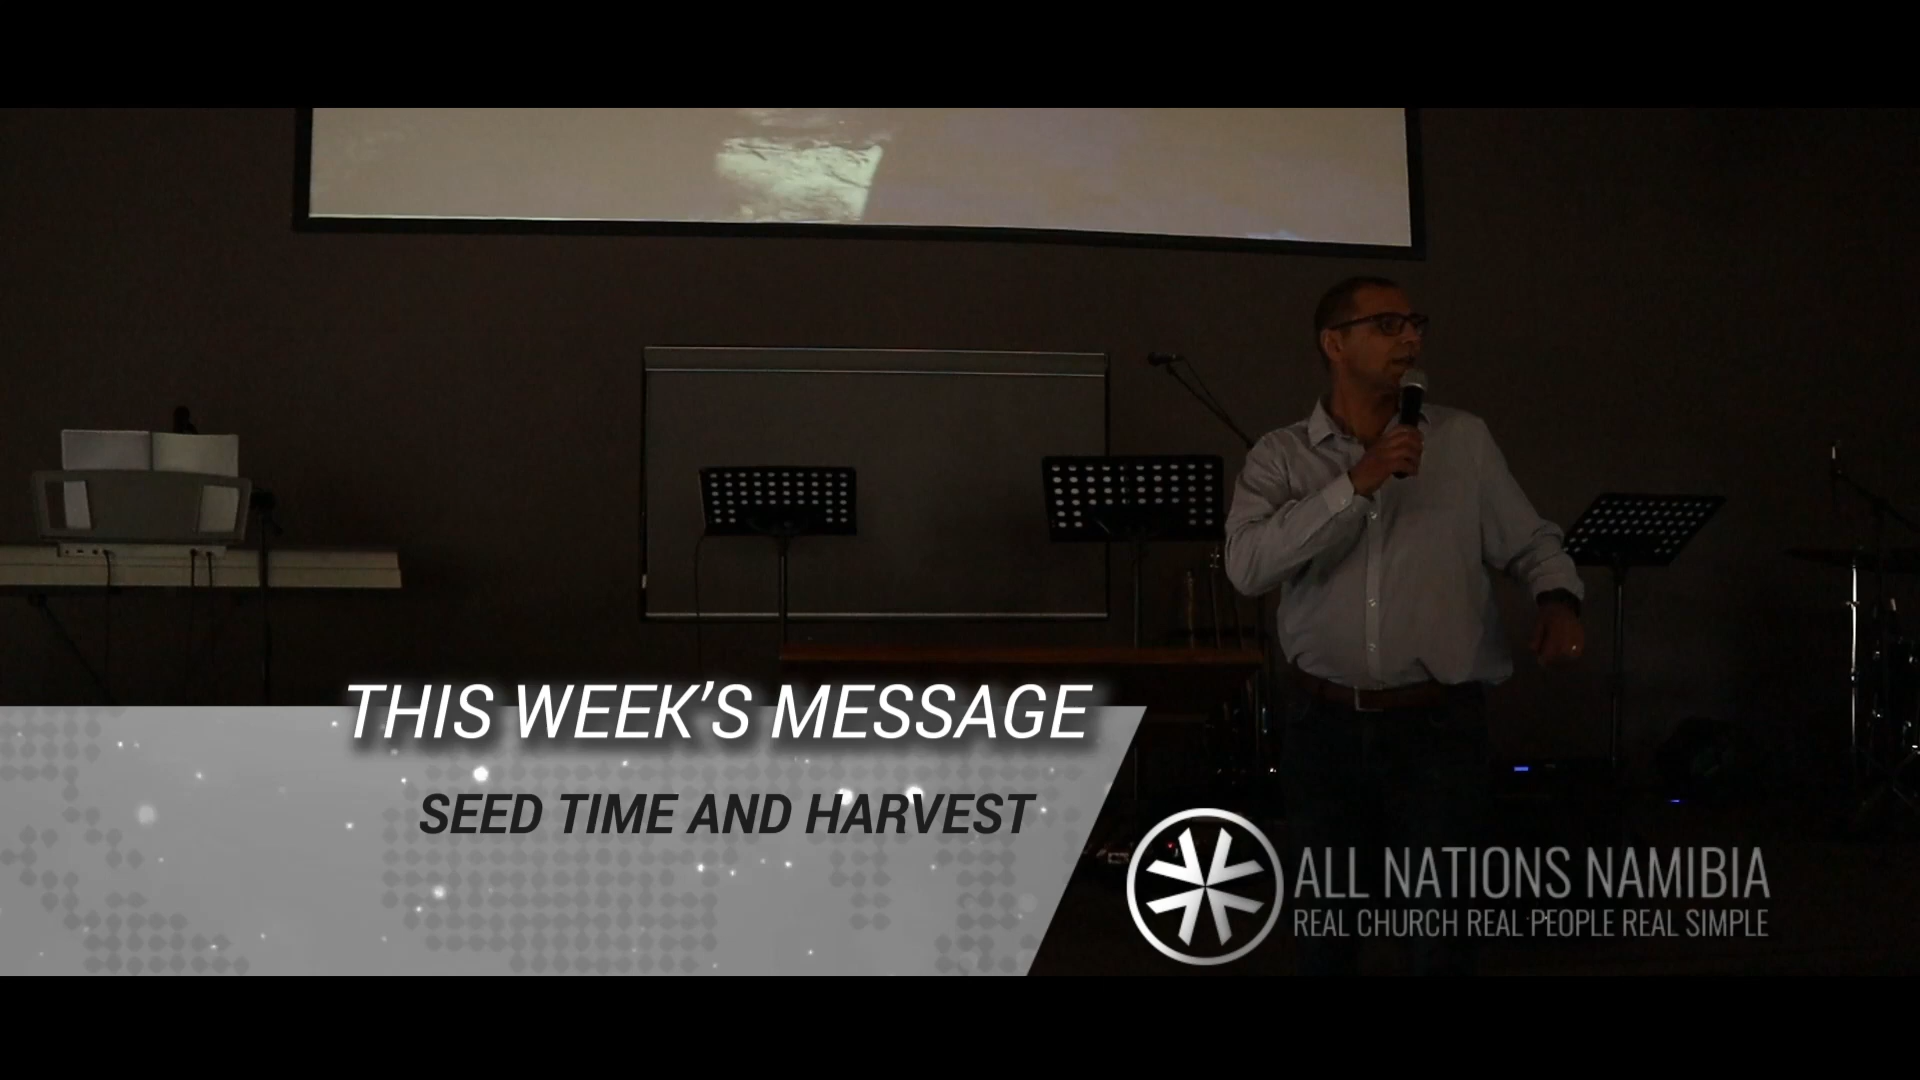 THIS WEEK'S MESSAGE
SEED TIME AND HARVEST
ALL NATIONS NAMIBIA
REAL CHURCH REAL PEOPLE REAL SIMPLE